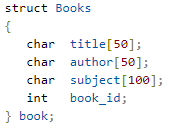 struct Books
{
   char  title[50];
   char  author[50];
   char  subject[100];
   int   book_id;
} book;